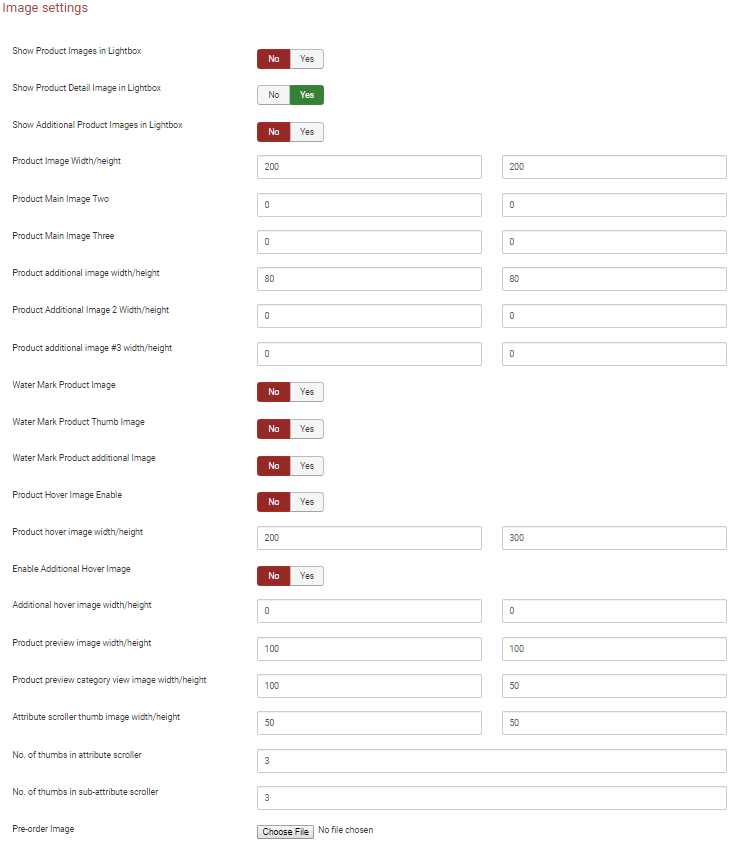 Image settings
Show Product Images in Lightbox
No Yes
Show Product Detail Image in Lightbox
No Yes
Show Additional Product Images in Lightbox
No Yes
Product Image Width/height
200 200
Product Main Image Two
0 0
Product Main Image Three
0 0
Product additional image width/height
80 80
Product Additional Image 2 Width/height
0 0
Product additional image #3 width/height
0 0
Water Mark Product Image
No Yes
Water Mark Product Thumb Image
No Yes
Water Mark Product additional Image
No Yes
Product Hover Image Enable
No Yes
Product hover image width/height
200 300
Enable Additional Hover Image
No Yes
Additional hover image width/height
0 0
Product preview image width/height
100 100
Product preview category view image width/height
100 50
Attribute scroller thumb image width/height
50 50
No. of thumbs in attribute scroller
3
No. of thumbs in sub-attribute scroller
3
Pre-order Image
Choose File No file chosen